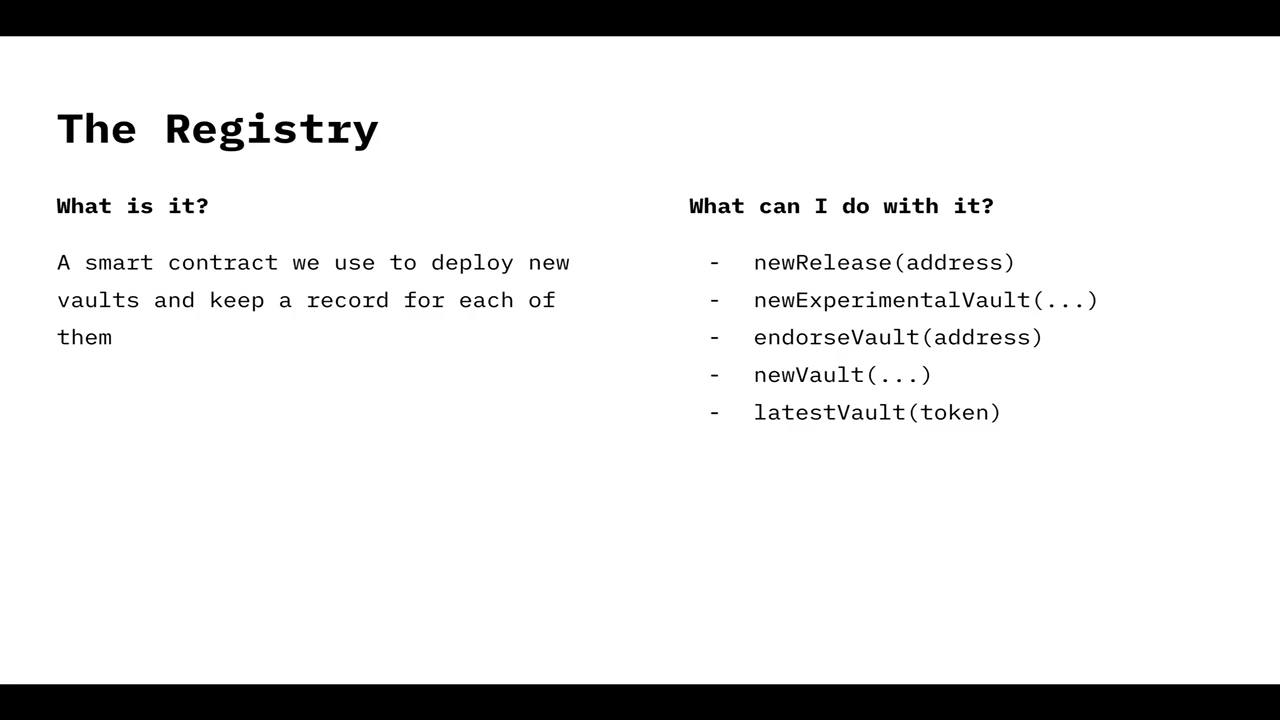 The Registry
What is it?
A smart contract we use to deploy new
vaults and keep a record for each of
them
What can I do with it?
- newRelease(address)
- newExperimentalVault(...)
- endorseVault(address)
- newVault(...)
- latestVault(token)